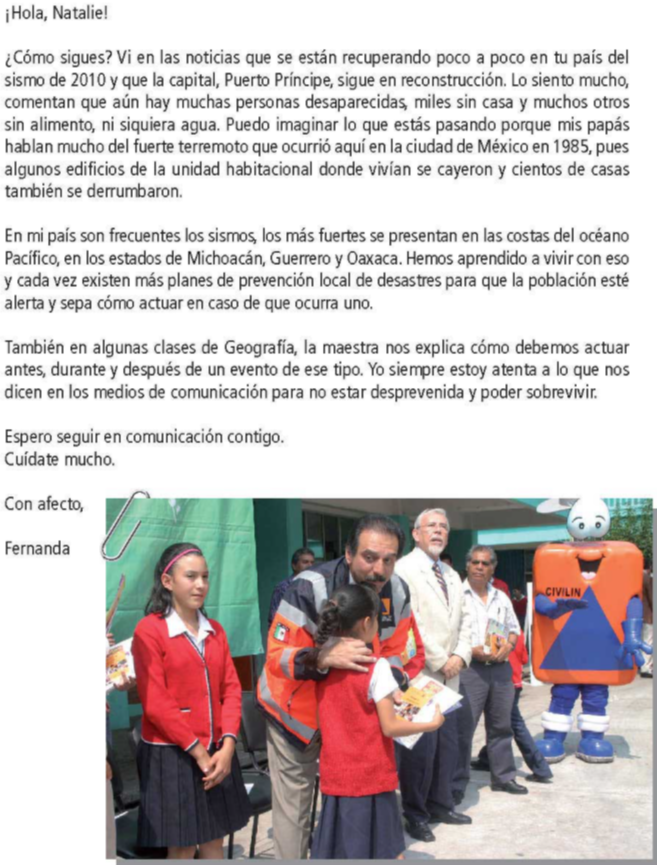 ¡Hola, Natalie!
¿Cómo sigues? Vi en las noticias que se están recuperando poco a poco en tu país del
sismo de 2010 y que la capital, Puerto Príncipe, sigue en reconstrucción. Lo siento mucho,
comentan que aún hay muchas personas desaparecidas, miles sin casa y muchos otros
sin alimento, ni siquiera agua. Puedo imaginar lo que estás pasando porque mis papás
hablan mucho del fuerte terremoto que ocurrió aquí en la ciudad de México en 1985, pues
algunos edificios de la unidad habitacional donde vivían se cayeron y cientos de casas
también se derrumbaron.
En mi país son frecuentes los sismos, los más fuertes se presentan en las costas del océano
Pacífico, en los estados de Michoacán, Guerrero y Oaxaca. Hemos aprendido a vivir con eso
y cada vez existen más planes de prevención local de desastres para que la población esté
alerta y sepa cómo actuar en caso de que ocurra uno.
También en algunas clases de Geografía, la maestra nos explica cómo debemos actuar
antes, durante y después de un evento de ese tipo. Yo siempre estoy atenta a lo que nos
dicen en los medios de comunicación para no estar desprevenida y poder sobrevivir.
Espero seguir en comunicación contigo.
Cuídate mucho.
Con afecto,
Fernanda
CIVILIN